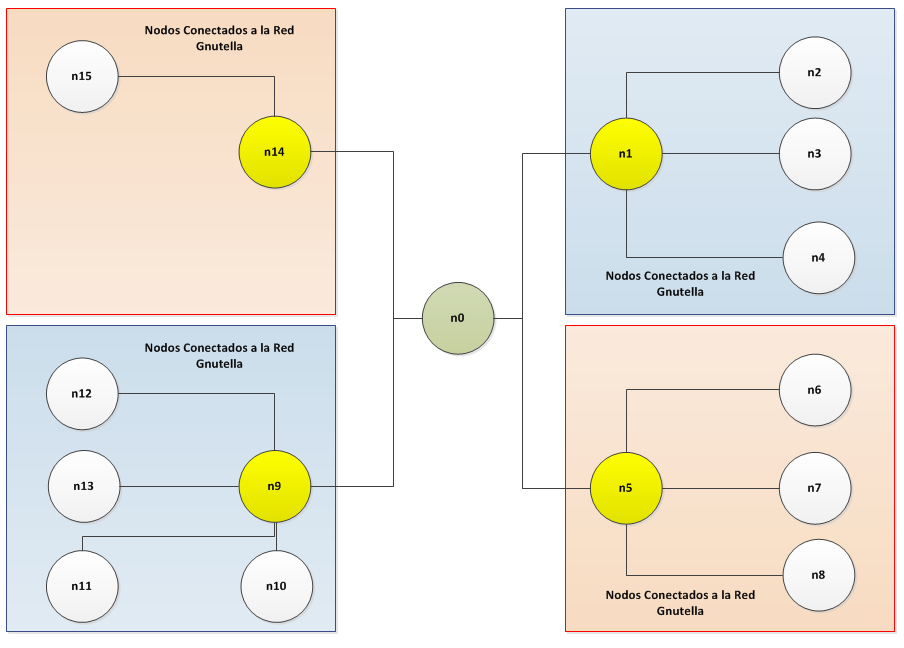 Nodos Conectados a la Red
Gnutella
n15
n14
Nodos Conectados a la Red
Gnutella
n12
n13
n9
n11
n10
n0
n2
n1
n3
n4
Nodos Conectados a la Red
Gnutella
n6
n5
n7
n8
Nodos Conectados a la Red
Gnutella